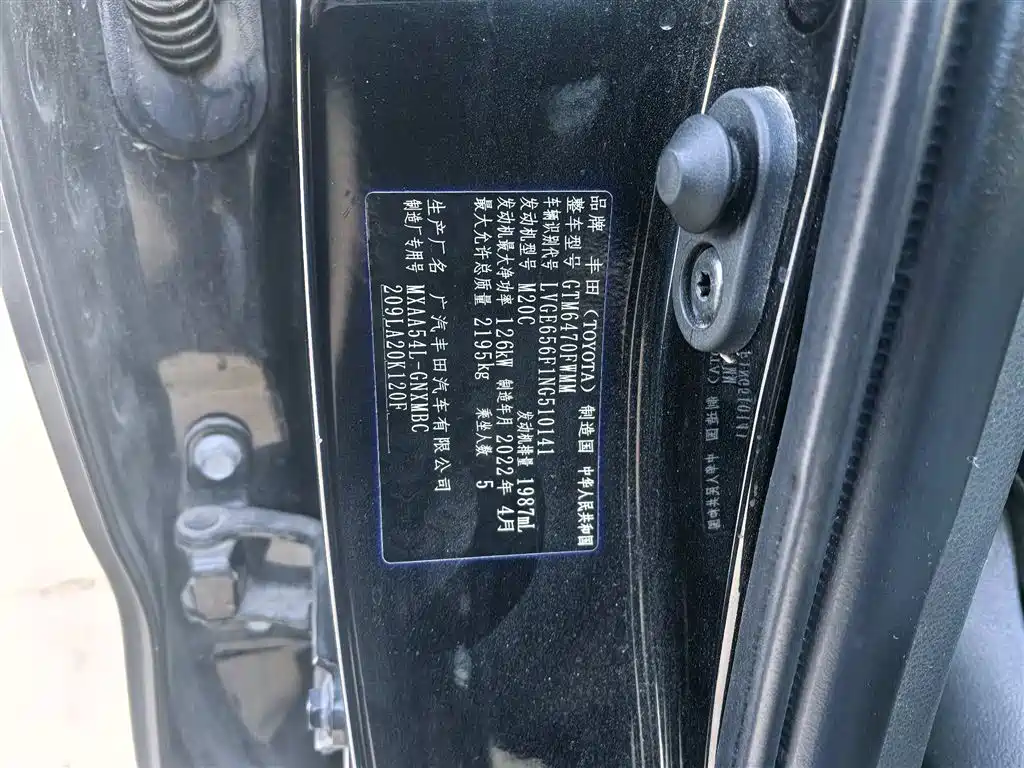 品牌 丰田(TOYOTA) 制造国 中华人民共和国
整车型号 GTM6470FWMM
车辆识别代号 LVGE656F1NG510141
发动机型号 M20C 发动机排量 1987mL
发动机最大净功率 126kW 制造年月 2022年 4月
最大允许总质量 2195kg 乘坐人数 5
生产厂名 广汽丰田汽车有限公司
制造厂专用号 MXAA54L-GNXMBC
209LA20K120F